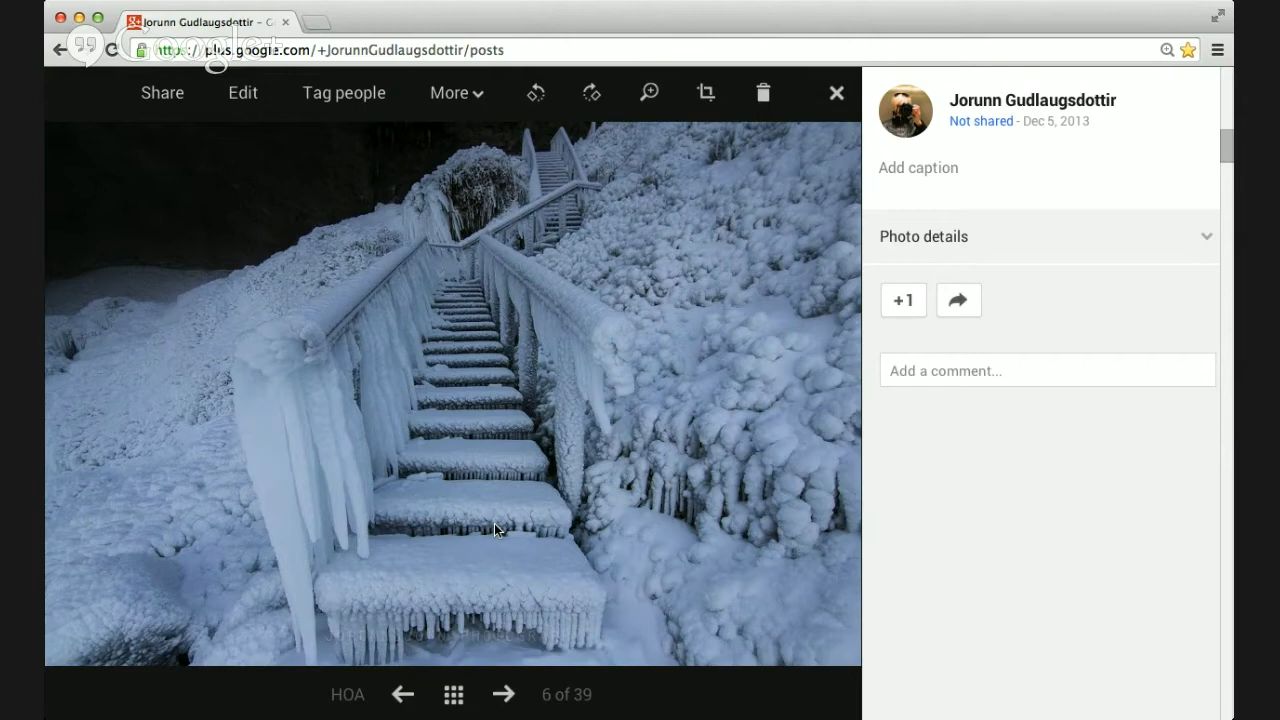 Jorunn Gudlaugsdottir - G
Google+
https://plus.google.com/+JorunnGudlaugsdottir/posts
Share Edit Tag people More
Jorunn Gudlaugsdottir
Not shared - Dec 5, 2013
Add caption
Photo details
+1
Add a comment...
HOA 6 of 39